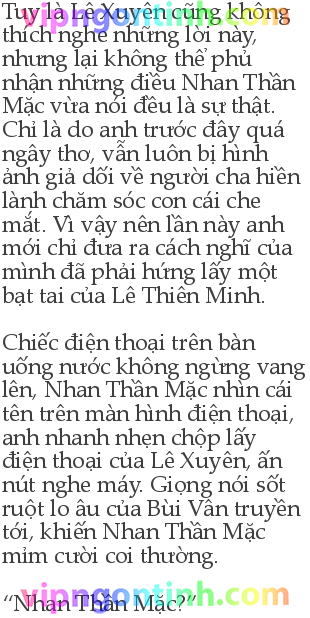 Tuy là Lê Xuyên cũng không
thích nghe những lời này,
nhưng lại không thể phủ
nhận những điều Nhan Thần
Mặc vừa nói đều là sự thật.
Chỉ là do anh trước đây quá
ngây thơ, vẫn luôn bị hình
ảnh giả dối về người cha hiền
lành chăm sóc con cái che
mắt. Vì vậy nên lần này anh
mới chỉ đưa ra cách nghĩ của
mình đã phải hứng lấy một
bạt tai của Lê Thiên Minh.
Chiếc điện thoại trên bàn
uống nước không ngừng vang
lên, Nhan Thần Mặc nhìn cái
tên trên màn hình điện thoại,
anh nhanh nhẹn chộp lấy
điện thoại của Lê Xuyên, ấn
nút nghe máy. Giọng nói sốt
ruột lo âu của Bùi Vân truyền
tới, khiến Nhan Thần Mặc
mỉm cười coi thường.
“Nhan Thần Mặc?”
vipngontinh.com
vipngontinh.com